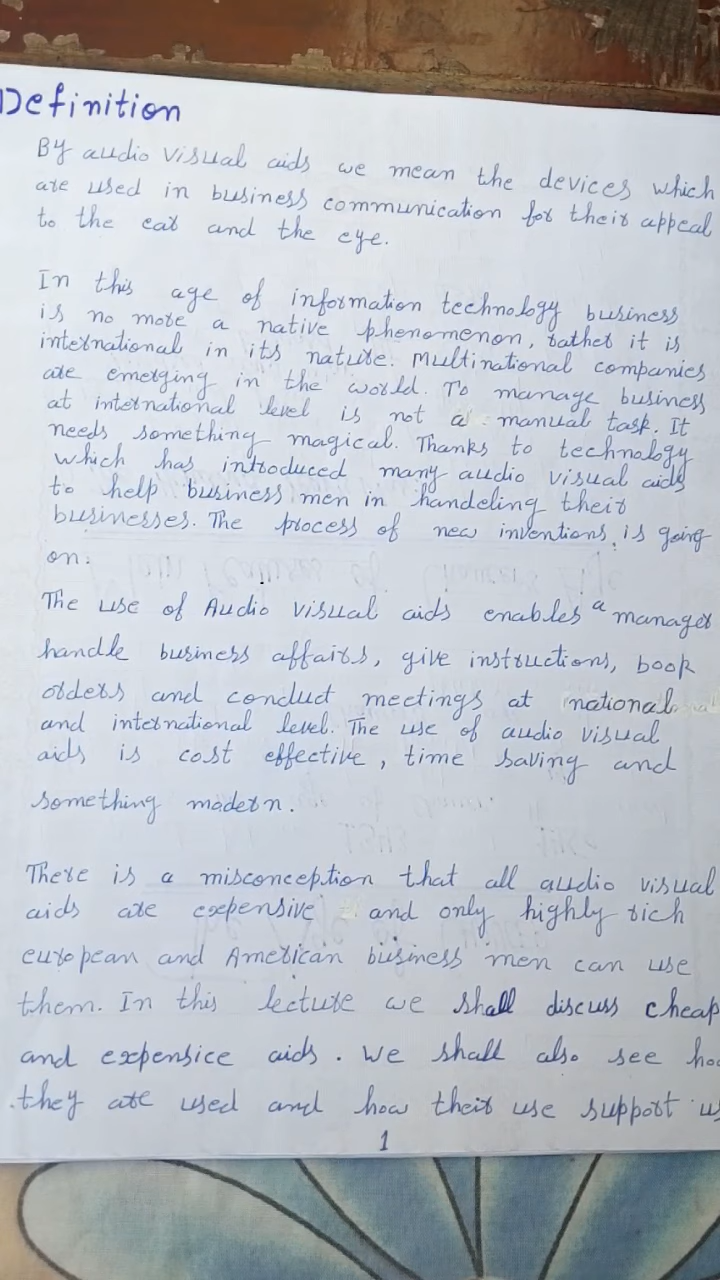 Definition
By audio visual aids we mean the devices which
are used in business communication for their appeal
to the ear and the eye.
In this age of information technology business
is no more a native phenomenon, rather it is
international in its nature. Multinational companies
are emerging in the world. To manage business
at international level is not a manual task. It
needs something magical. Thanks to technology
which has introduced many audio visual aids
to help business men in handeling their
businesses. The process of new inventions is going
on.
The use of Audio visual aids enables a manager
handle business affairs, give instructions, book
orders and conduct meetings at national
and international level. The use of audio visual
aids is cost effective, time saving and
something modern.
There is a misconception that all audio visual
aids are expensive and only highly rich
european and American business men can use
them. In this lecture we shall discuss cheap
and expensice aids. We shall also see how
they are used and how their use support us
1